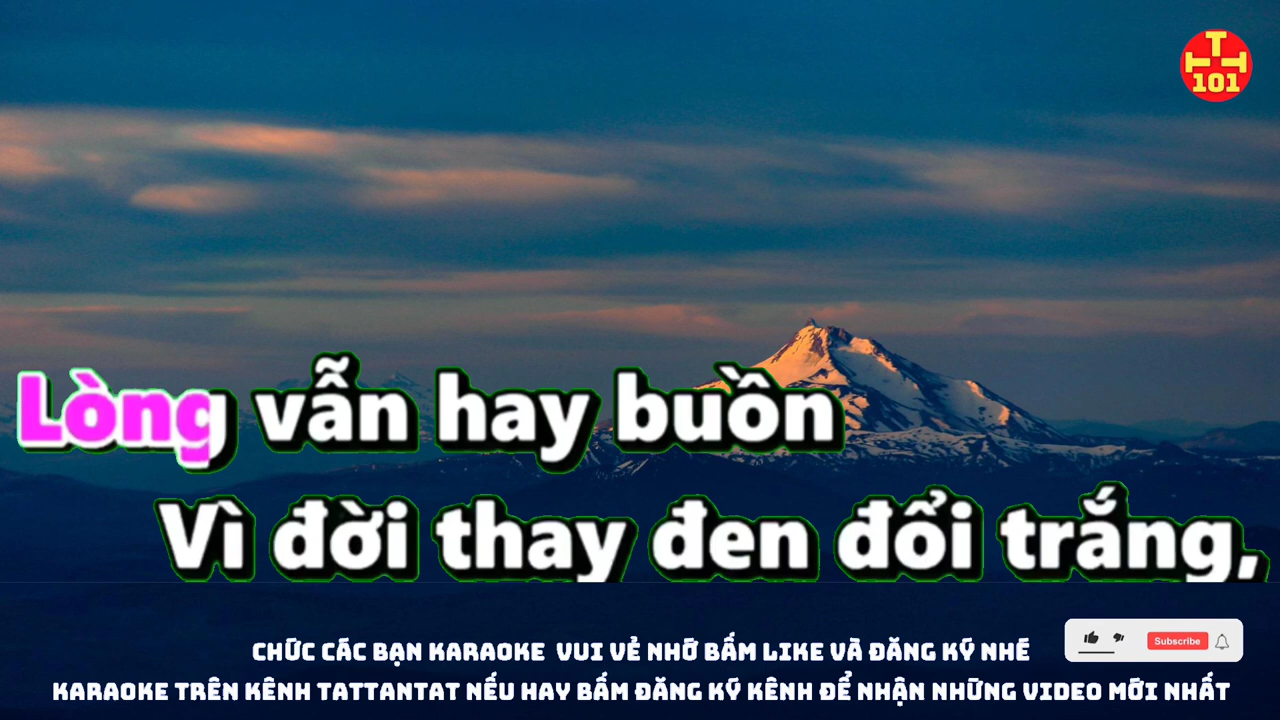 T
T T
101
Lòng vẫn hay buồn
Vì đời thay đen đổi trắng,
CHỨC CÁC BẠN KARAOKE VUI VẺ NHỠ BẤM LIKE VÀ ĐĂNG KÝ NHÉ
Subscribe
KARAOKE TRÊN KÊNH TATTANTAT NẾU HAY BẤM ĐĂNG KÝ KÊNH ĐỂ NHẬN NHỮNG VIDEO MỚI NHẤT